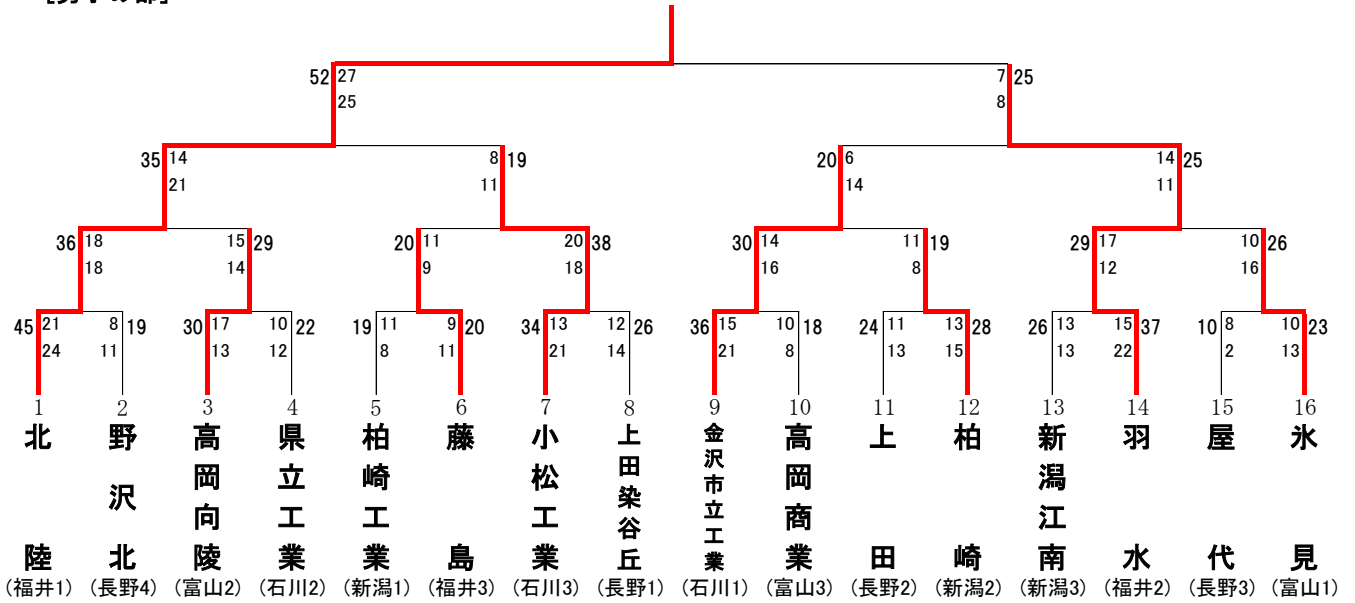 52 27 7 25
25 8
35 14 8 19 20 6 14 25
21 11 14 11
36 18 15 29 20 11 20 38 30 14 11 19 29 17 10 26
18 14 9 18 16 8 12 16
45 21 8 19 30 17 10 22 19 11 9 20 34 13 12 26 36 15 10 18 24 11 13 28 26 13 15 37 10 8 10 23
24 11 13 12 8 11 21 14 21 8 13 15 13 22 2 13
1 2 3 4 5 6 7 8 9 10 11 12 13 14 15 16
北陸
野沢北
高岡向陵
県立工業
柏崎工業
藤島
小松工業
上田染谷丘
金沢市立工業
高岡商業
上田
柏崎
新潟江南
羽水
屋代
氷見
(福井1) (長野4) (富山2) (石川2) (新潟1) (福井3) (石川3) (長野1) (石川1) (富山3) (長野2) (新潟2) (新潟3) (福井2) (長野3) (富山1)